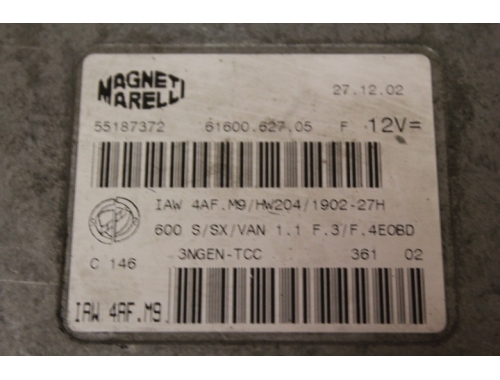 MAGNETI
MARELLI
27.12.02
55187372 61600.627.05 F 12V=
IAW 4AF.M9/HW204/1902-27H
600 S/SX/VAN 1.1 F.3/F.4EOBD
C 146 3NGEN-TCC 361 02
IAW 4AF.M9